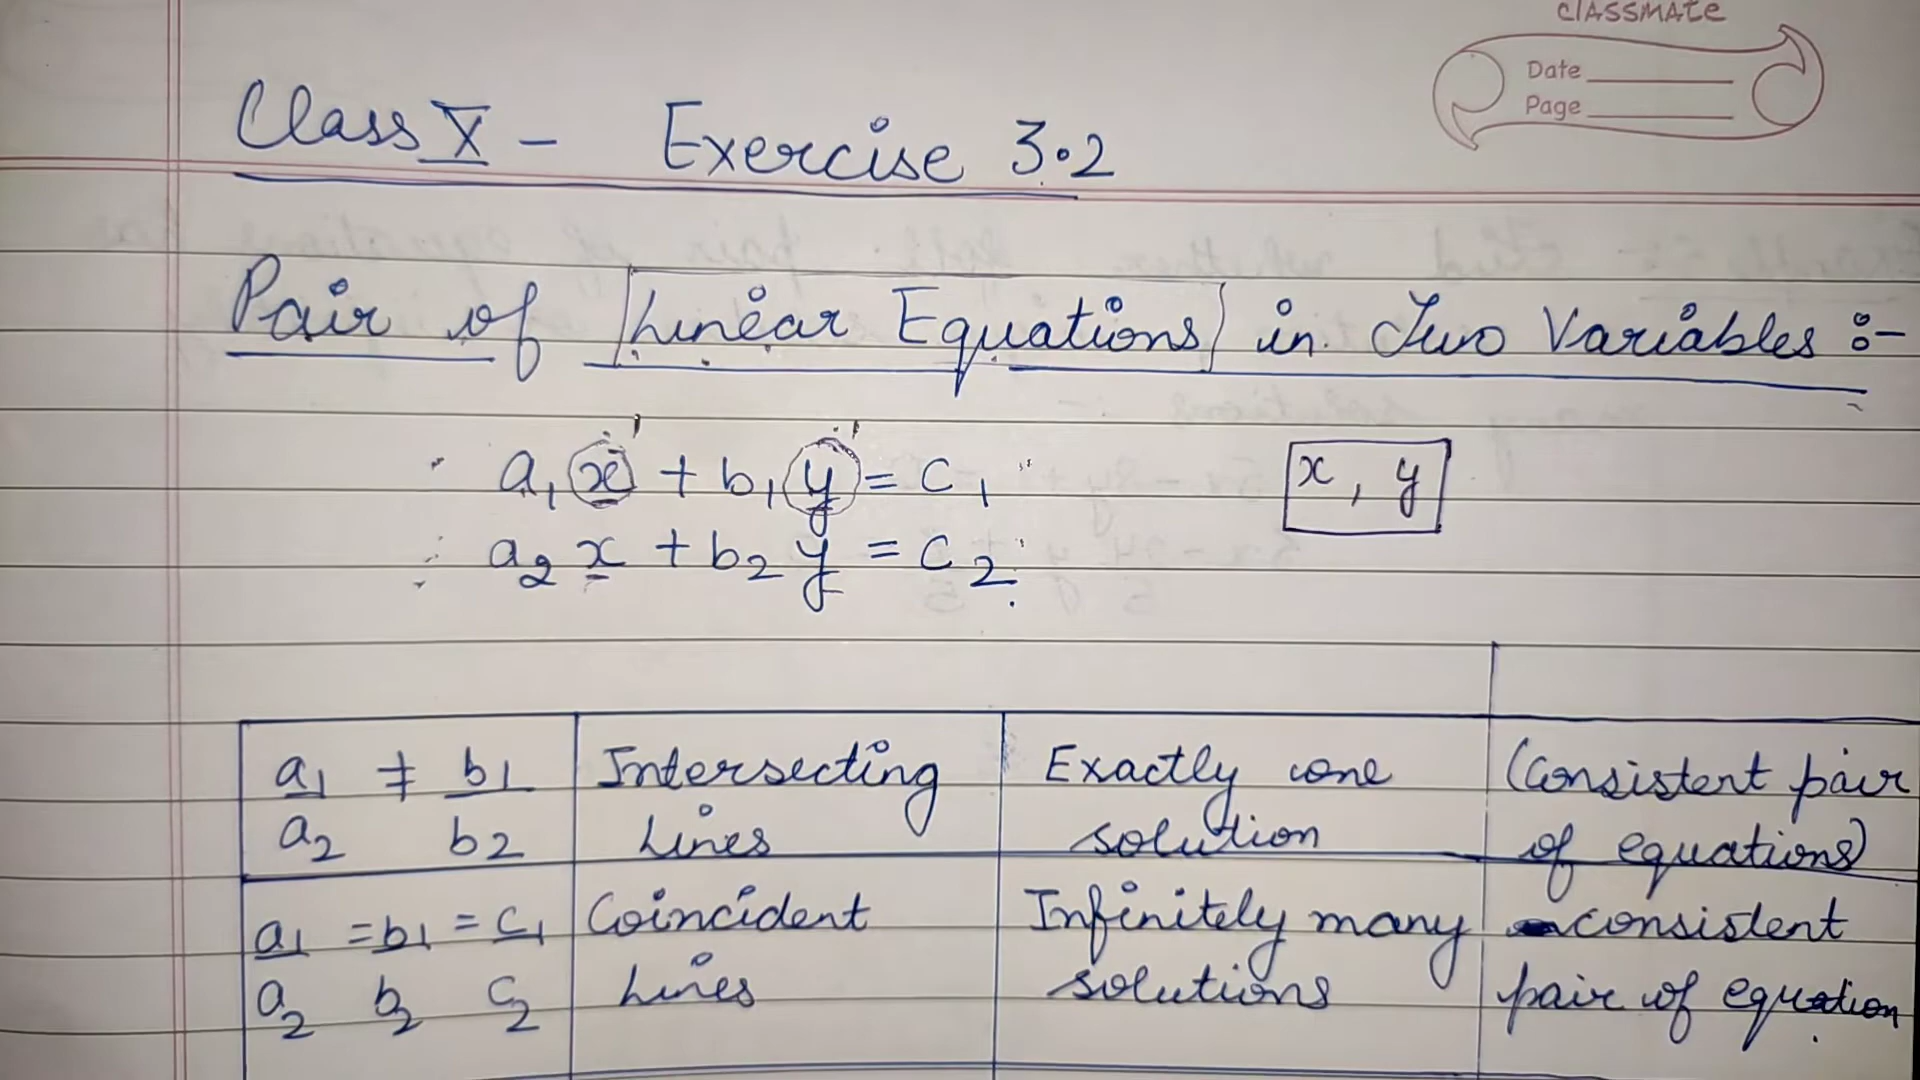 classmate
Date
Page
Class X - Exercise 3.2
Pair of Linear Equations in Two Variables :-
a₁x + b₁y = c₁
x, y
a₂x + b₂y = c₂
a₁/a₂ ≠ b₁/b₂ Intersecting Lines Exactly one solution (Consistent pair of equations)
a₁/a₂ = b₁/b₂ = c₁/c₂ Coincident Lines Infinitely many solutions consistent pair of equation